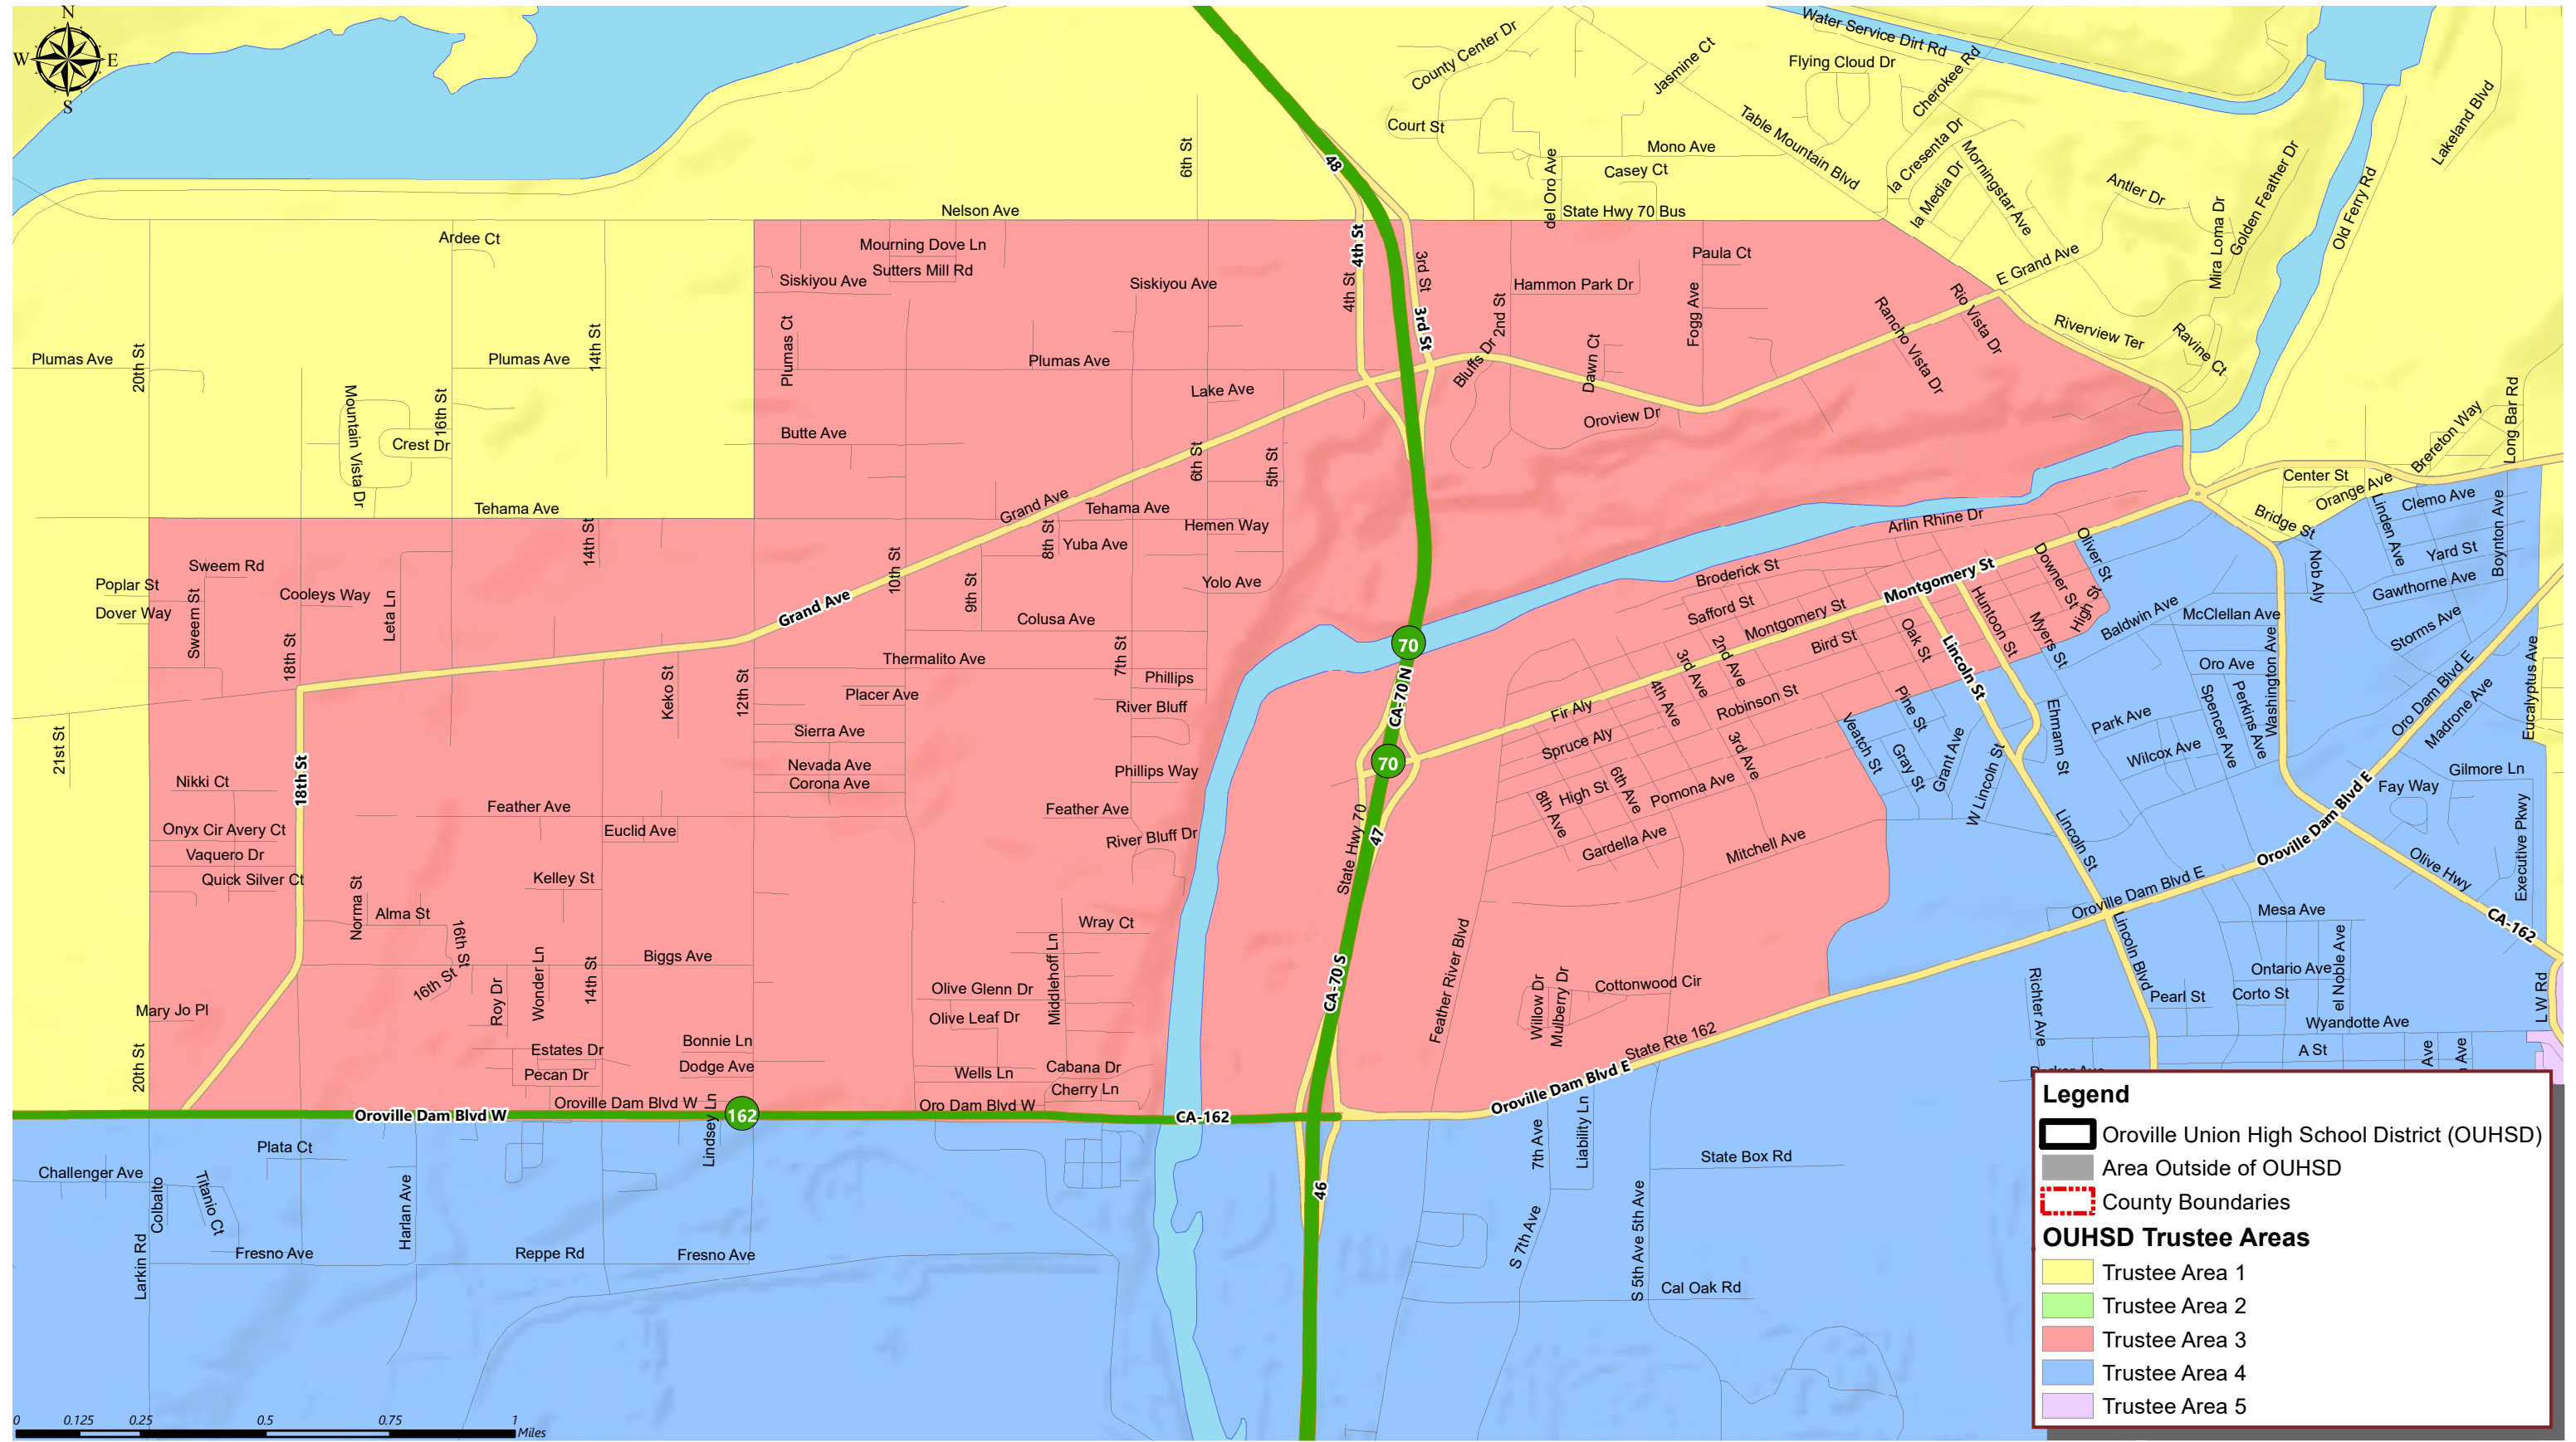 N
W E
S
County Center Dr
Jasmine Ct
Water Service Dirt Rd
Flying Cloud Dr
Cherokee Rd
Lakeland Blvd
Court St
Table Mountain Blvd
6th St
48
Mono Ave
Casey Ct
del Oro Ave
la Cresenta Dr
la Media Dr
Morningstar Ave
Antler Dr
Mira Loma Dr
Golden Feather Dr
Old Ferry Rd
Nelson Ave
State Hwy 70 Bus
Ardee Ct
Mourning Dove Ln
Sutters Mill Rd
Siskiyou Ave
Siskiyou Ave
4th St
4th St
3rd St
3rd St
2nd St
Hammon Park Dr
Paula Ct
Fogg Ave
E Grand Ave
Rio Vista Dr
Rancho Vista Dr
Riverview Ter
Ravine Ct
Plumas Ave
20th St
Plumas Ave
14th St
Plumas Ct
Plumas Ave
Lake Ave
Bluffs Dr
Dawn Ct
Oroview Dr
Mountain Vista Dr
16th St
Crest Dr
Butte Ave
6th St
5th St
Brereton Way
Long Bar Rd
Center St
Orange Ave
Clemo Ave
Linden Ave
Boynton Ave
Bridge St
Tehama Ave
14th St
Grand Ave
Tehama Ave
8th St
Hemen Way
Yuba Ave
Arlin Rhine Dr
Oliver St
Downer St
Yard St
Nob Aly
Gawthorne Ave
Sweem Rd
Poplar St
Dover Way
Sweem St
Cooleys Way
Leta Ln
10th St
9th St
Yolo Ave
Grand Ave
Colusa Ave
Broderick St
Safford St
Montgomery St
Montgomery St
Bird St
2nd Ave
3rd Ave
4th Ave
Oak St
Huntoon St
Myers St
High St
Baldwin Ave
McClellan Ave
Storms Ave
Lincoln St
18th St
Keko St
12th St
Thermalito Ave
7th St
Phillips
Placer Ave
River Bluff
70
CA-70 N
Oro Ave
Washington Ave
Oro Dam Blvd E
Madrone Ave
Eucalyptus Ave
Spencer Ave
Perkins Ave
Robinson St
Fir Aly
Spruce Aly
Pine St
Park Ave
Ehmann St
Wilcox Ave
21st St
18th St
Sierra Ave
Nevada Ave
Corona Ave
Phillips Way
70
3rd Ave
Veatch St
Gray St
Grant Ave
W Lincoln St
Gilmore Ln
Fay Way
Nikki Ct
Feather Ave
Feather Ave
Euclid Ave
River Bluff Dr
State Hwy 70
47
8th Ave
High St
6th Ave
Pomona Ave
Gardella Ave
Mitchell Ave
Lincoln St
Oroville Dam Blvd E
Executive Pkwy
Olive Hwy
Onyx Cir Avery Ct
Vaquero Dr
Quick Silver Ct
Kelley St
Norma St
Alma St
16th St
16th St
Wray Ct
Middlehoff Ln
Oroville Dam Blvd E
Mesa Ave
CA-162
Biggs Ave
Roy Dr
Wonder Ln
14th St
Olive Glenn Dr
Olive Leaf Dr
CA-70 S
Feather River Blvd
Willow Dr
Mulberry Dr
Cottonwood Cir
Lincoln Blvd
Richter Ave
Ontario Ave
el Noble Ave
Pearl St
Corto St
L W Rd
Wyandotte Ave
A St
Ave
Ave
Mary Jo Pl
20th St
Estates Dr
Pecan Dr
Bonnie Ln
Dodge Ave
Wells Ln
Cabana Dr
Cherry Ln
State Rte 162
Oroville Dam Blvd E
Oroville Dam Blvd W
Oroville Dam Blvd W
Lindsey Ln
162
Oro Dam Blvd W
CA-162
Plata Ct
Challenger Ave
Colbalto
Titanio Ct
Harlan Ave
Larkin Rd
Fresno Ave
Reppe Rd
Fresno Ave
46
7th Ave
Liability Ln
S 7th Ave
S 5th Ave 5th Ave
State Box Rd
Cal Oak Rd
Legend
Oroville Union High School District (OUHSD)
Area Outside of OUHSD
County Boundaries
OUHSD Trustee Areas
Trustee Area 1
Trustee Area 2
Trustee Area 3
Trustee Area 4
Trustee Area 5
0 0.125 0.25 0.5 0.75 1
Miles